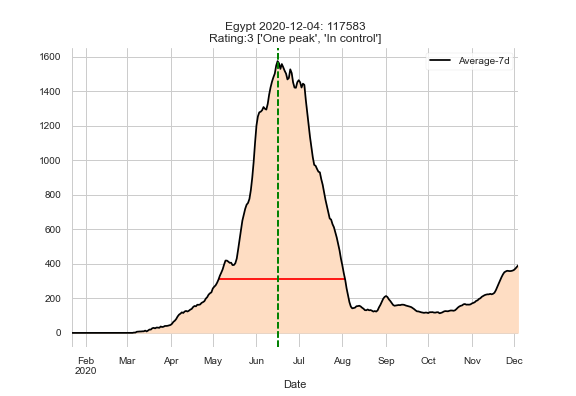 Egypt 2020-12-04: 117583
Rating:3 ['One peak', 'In control']
Average-7d
1600
1400
1200
1000
800
600
400
200
0
Feb Mar Apr May Jun Jul Aug Sep Oct Nov Dec
2020
Date